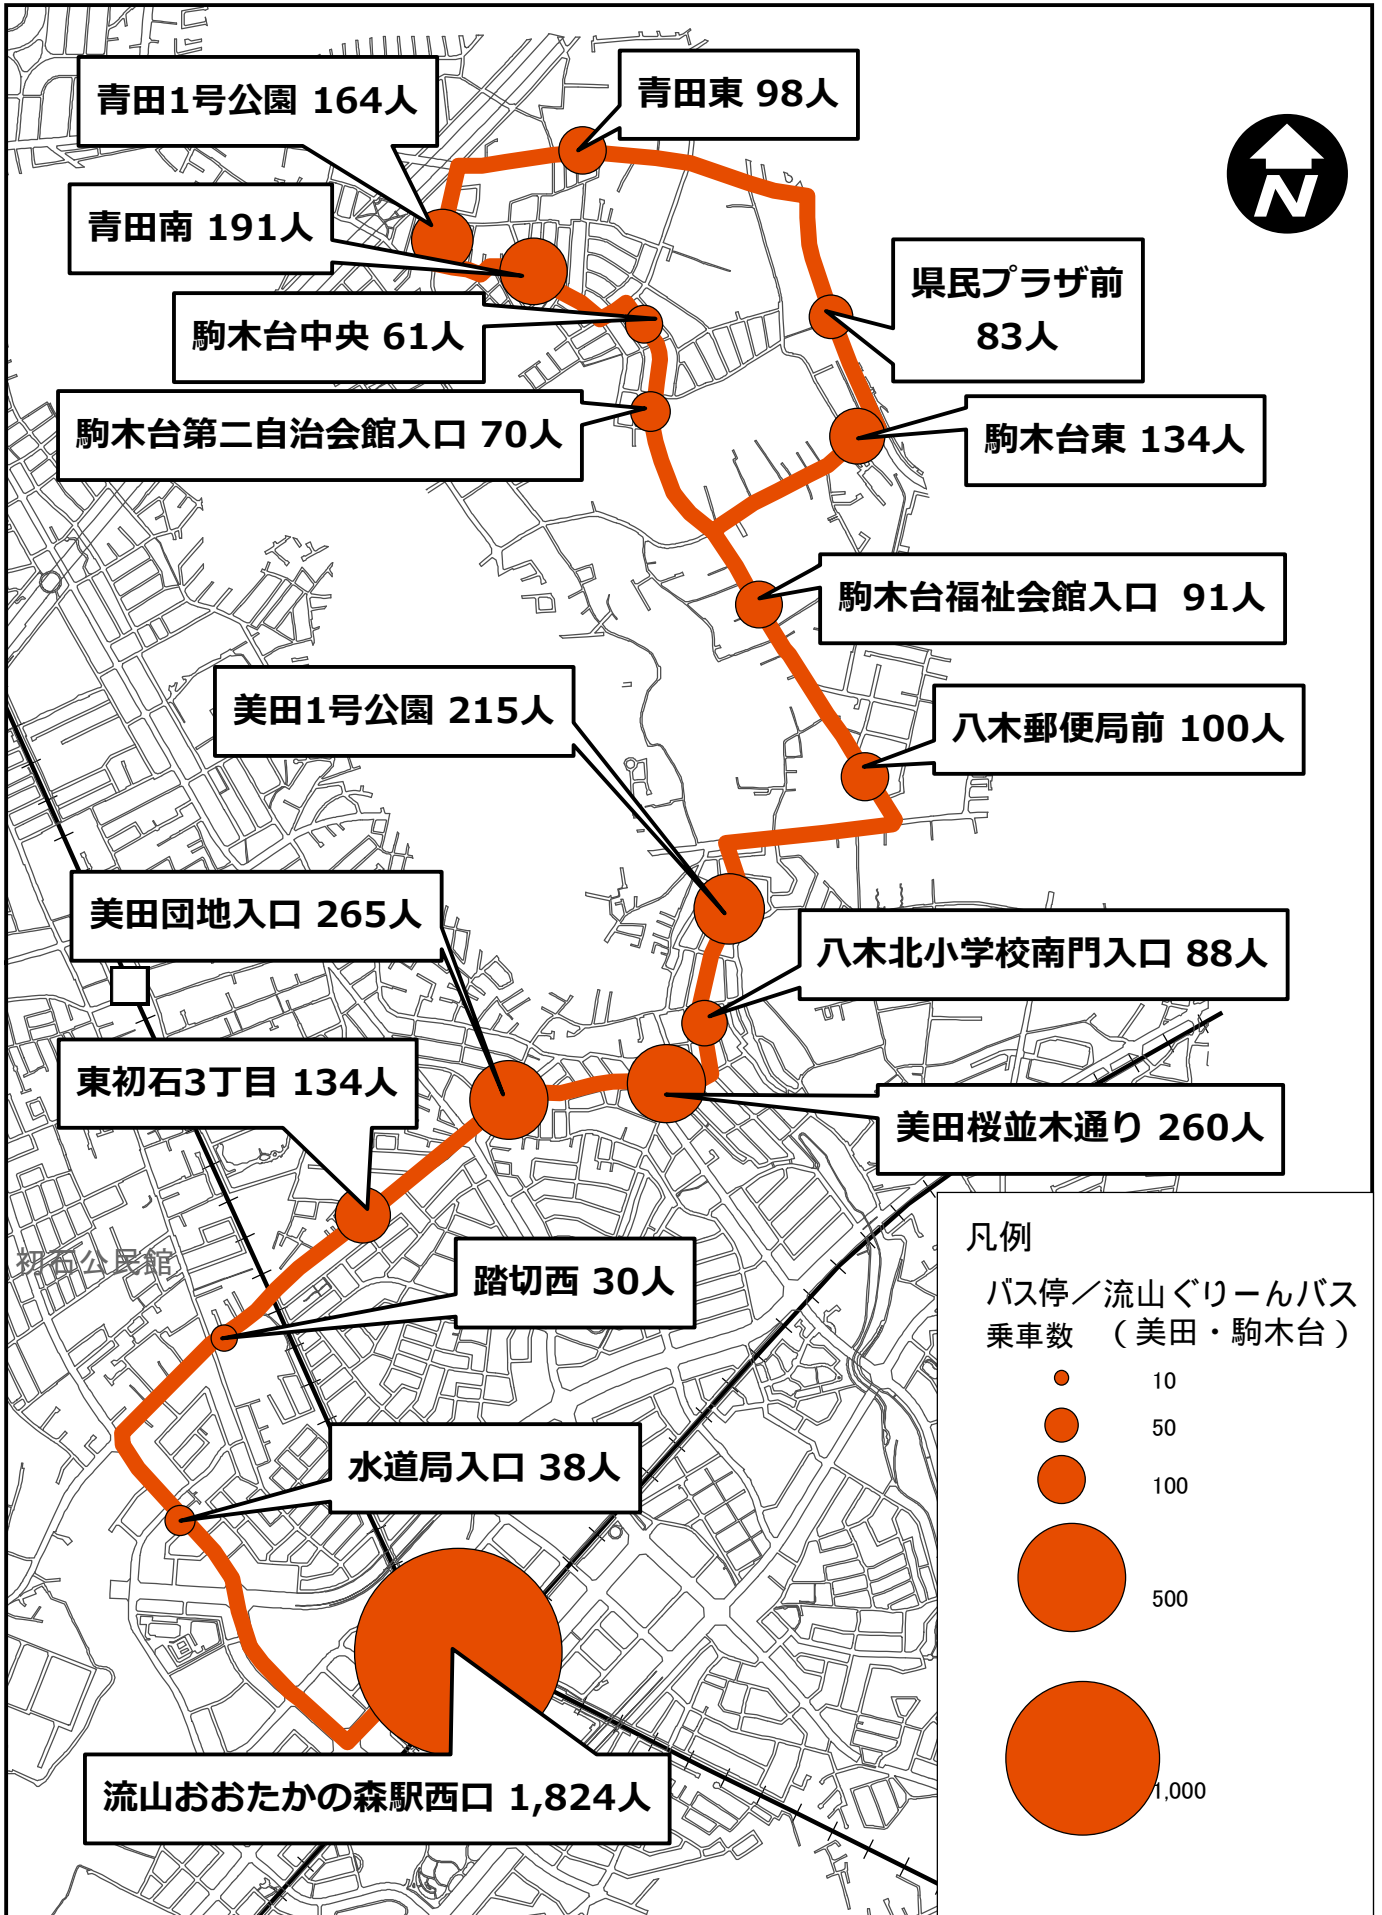 青田1号公園 164人
青田東 98人
N
青田南 191人
県民プラザ前
83人
駒木台中央 61人
駒木台第二自治会館入口 70人
駒木台東 134人
駒木台福祉会館入口 91人
美田1号公園 215人
八木郵便局前 100人
美田団地入口 265人
八木北小学校南門入口 88人
東初石3丁目 134人
美田桜並木通り 260人
初石公民館
踏切西 30人
水道局入口 38人
流山おおたかの森駅西口 1,824人
凡例
バス停／流山ぐりーんバス
乗車数 （美田・駒木台）
10
50
100
500
1,000